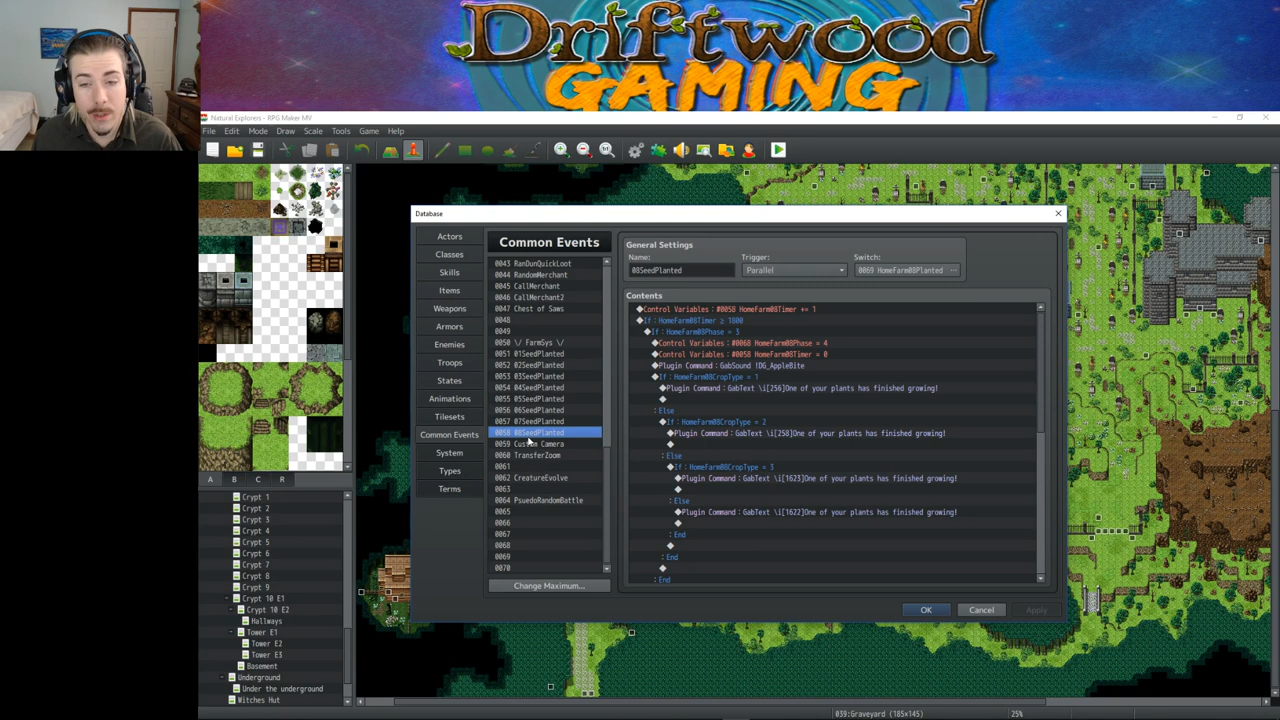 Driftwood
GAMING
Natural Explorers - RPG Maker MV
File Edit Mode Draw Scale Tools Game Help
Database
Actors
Classes
Skills
Items
Weapons
Armors
Enemies
Troops
States
Animations
Tilesets
Common Events
System
Types
Terms
Common Events
0043 RanDunQuickLoot
0044 RandomMerchant
0045 CallMerchant
0046 CallMerchant2
0047 Chest of Saws
0048
0049
0050 \/ FarmSys \/
0051 01SeedPlanted
0052 02SeedPlanted
0053 03SeedPlanted
0054 04SeedPlanted
0055 05SeedPlanted
0056 06SeedPlanted
0057 07SeedPlanted
0058 08SeedPlanted
0059 Custom Camera
0060 TransferZoom
0061
0062 CreatureEvolve
0063
0064 PsuedoRandomBattle
0065
0066
0067
0068
0069
0070
Change Maximum...
General Settings
Name: Trigger: Switch:
08SeedPlanted Parallel 0069 HomeFarm08Planted ...
Contents
◆Control Variables：#0058 HomeFarm08Timer += 1
◆If：HomeFarm08Timer ≥ 1800
◆If：HomeFarm08Phase = 3
◆Control Variables：#0068 HomeFarm08Phase = 4
◆Control Variables：#0058 HomeFarm08Timer = 0
◆Plugin Command：GabSound !DG_AppleBite
◆If：HomeFarm08CropType = 1
◆Plugin Command：GabText \i[256]One of your plants has finished growing!
◆
：Else
◆If：HomeFarm08CropType = 2
◆Plugin Command：GabText \i[258]One of your plants has finished growing!
◆
：Else
◆If：HomeFarm08CropType = 3
◆Plugin Command：GabText \i[1623]One of your plants has finished growing!
◆
：Else
◆Plugin Command：GabText \i[1622]One of your plants has finished growing!
◆
：End
◆
：End
◆
：End
OK Cancel Apply
A B C R
Crypt 1
Crypt 2
Crypt 3
Crypt 4
Crypt 5
Crypt 6
Crypt 7
Crypt 8
Crypt 9
Crypt 10 E1
Crypt 10 E2
Hallways
Tower E1
Tower E2
Tower E3
Basement
Underground
Under the underground
Witches Hut
039:Graveyard (185x145) 25%